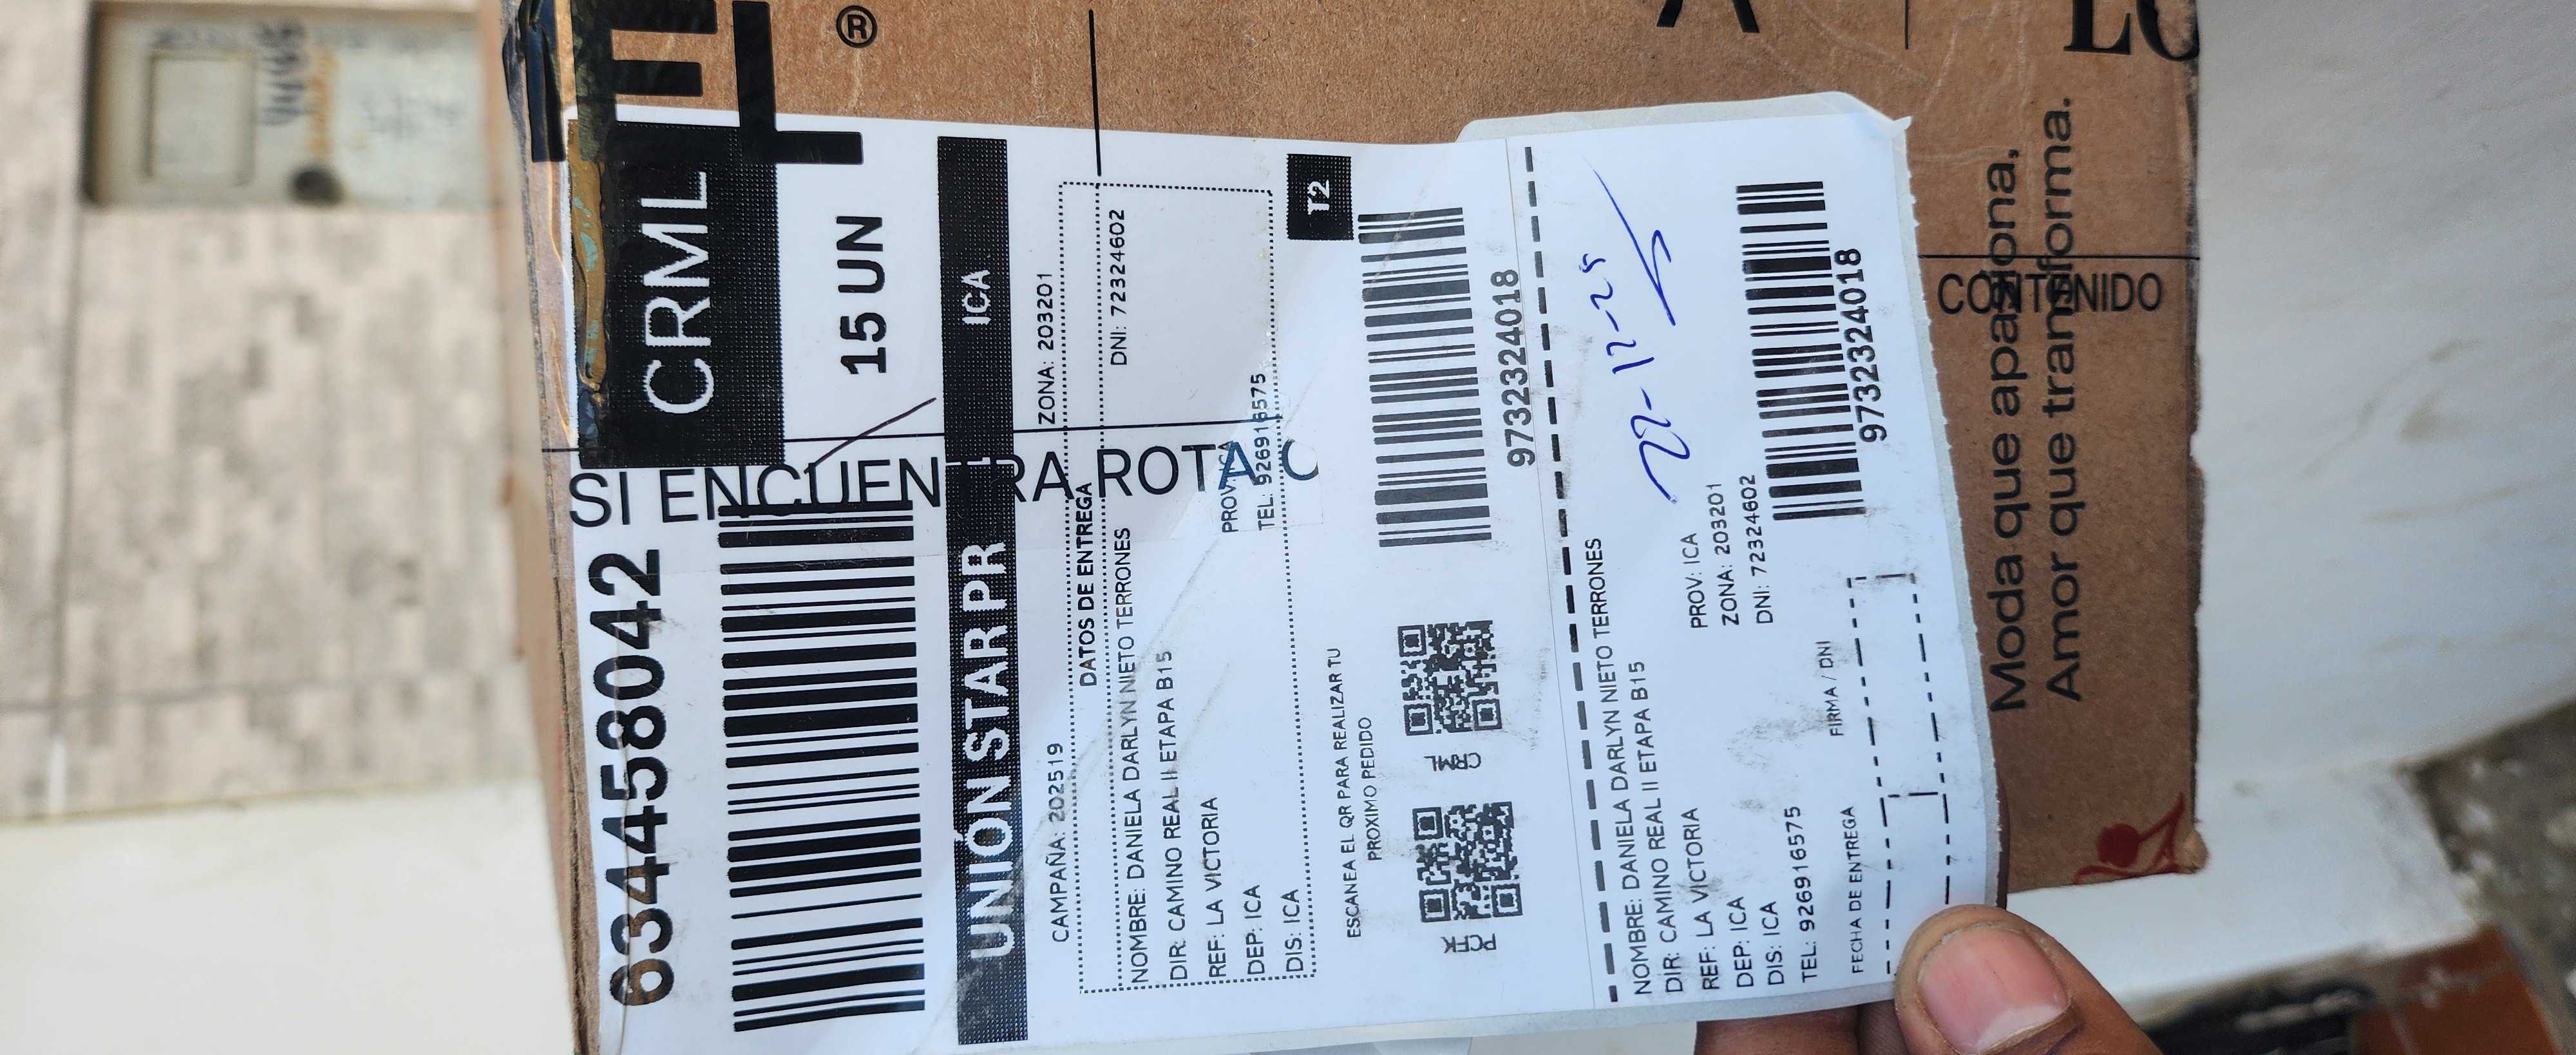 EL
®
CRML
15 UN
6344458042
SI ENCUENTRA ROTA
UNIÓN STAR PR ICA
CAMPAÑA: 202519 ZONA: 203201
DATOS DE ENTREGA
NOMBRE: DANIELA DARLYN NIETO TERRONES DNI: 72324602
DIR: CAMINO REAL II ETAPA B15
REF: LA VICTORIA
DEP: ICA PROV: ICA
DIS: ICA TEL: 926916575
T2
ESCANEA EL QR PARA REALIZAR TU
PROXIMO PEDIDO
PCFK CRML
9732324018
22-12-25
NOMBRE: DANIELA DARLYN NIETO TERRONES
DIR: CAMINO REAL II ETAPA B15
REF: LA VICTORIA
DEP: ICA PROV: ICA
DIS: ICA ZONA: 203201
TEL: 926916575 DNI: 72324602
9732324018
FECHA DE ENTREGA FIRMA / DNI
CONTENIDO
Moda que apasiona,
Amor que transforma.